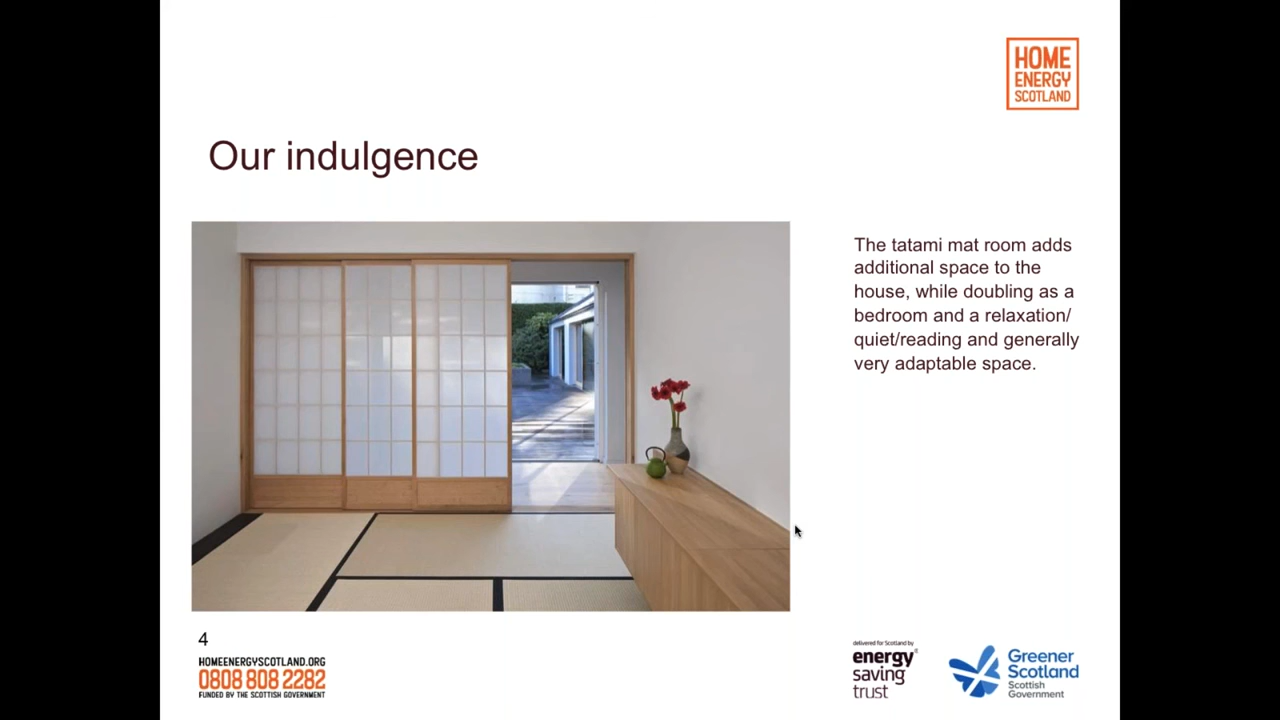 HOME
ENERGY
SCOTLAND
Our indulgence
The tatami mat room adds
additional space to the
house, while doubling as a
bedroom and a relaxation/
quiet/reading and generally
very adaptable space.
4
HOMEENERGYSCOTLAND.ORG
0808 808 2282
FUNDED BY THE SCOTTISH GOVERNMENT
delivered for Scotland by
energy
saving
trust
Greener
Scotland
Scottish
Government